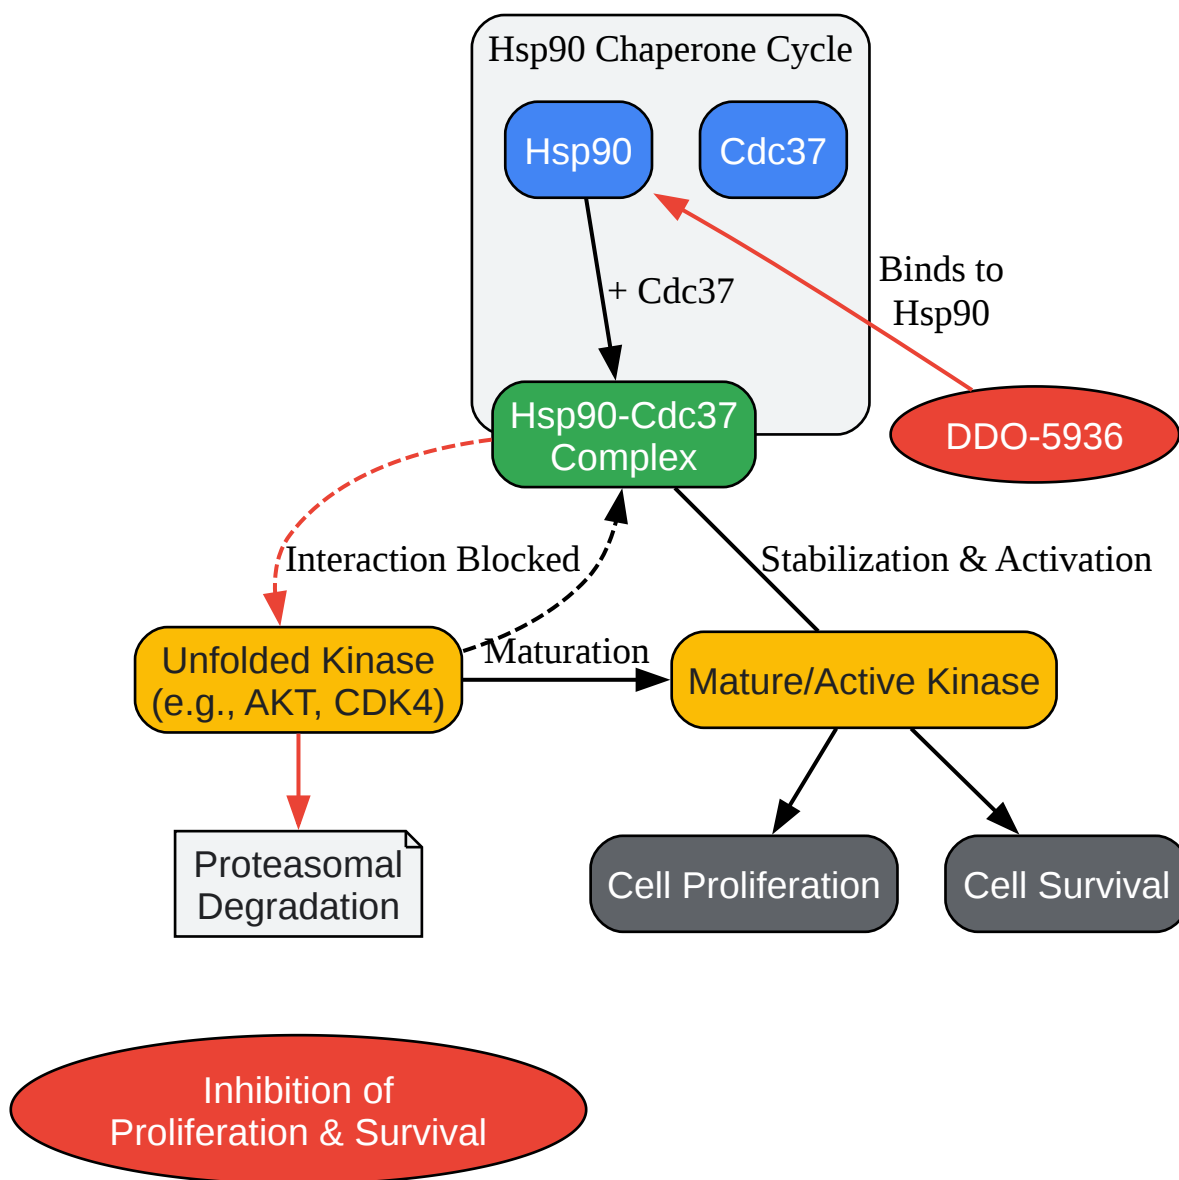 Hsp90 Chaperone Cycle
Hsp90
Cdc37
+ Cdc37
Binds to
Hsp90
Hsp90-Cdc37
Complex
DDO-5936
Interaction Blocked
Stabilization & Activation
Unfolded Kinase
(e.g., AKT, CDK4)
Maturation
Mature/Active Kinase
Proteasomal
Degradation
Cell Proliferation
Cell Survival
Inhibition of
Proliferation & Survival